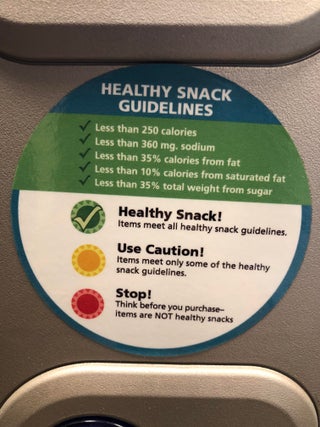 HEALTHY SNACK
GUIDELINES
Less than 250 calories
Less than 360 mg. sodium
Less than 35% calories from fat
Less than 10% calories from saturated fat
Less than 35% total weight from sugar
Healthy Snack!
Items meet all healthy snack guidelines.
Use Caution!
Items meet only some of the healthy
snack guidelines.
Stop!
Think before you purchase–
items are NOT healthy snacks